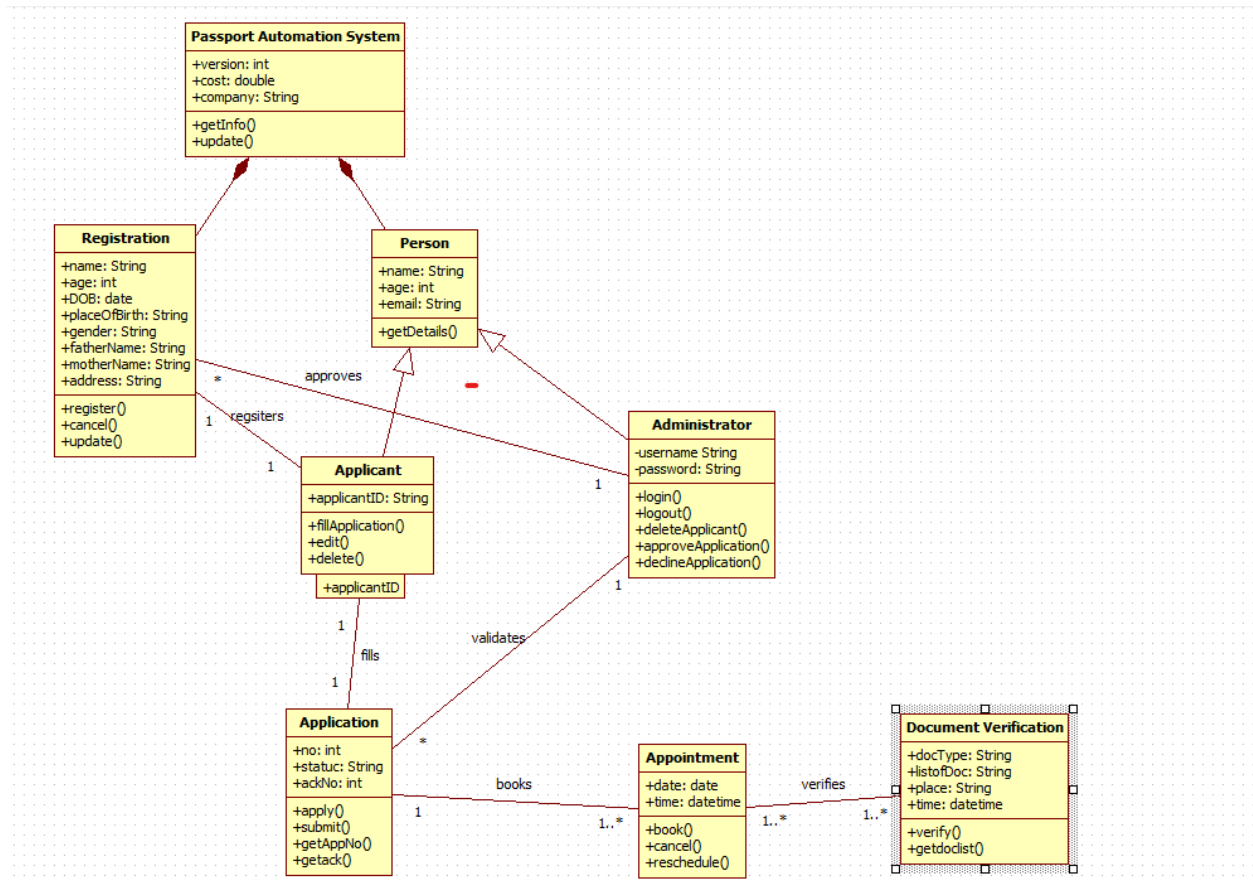 Passport Automation System
+version: int
+cost: double
+company: String
+getInfo()
+update()
Registration
+name: String
+age: int
+DOB: date
+placeOfBirth: String
+gender: String
+fatherName: String
+motherName: String
+address: String
+register()
+cancel()
+update()
Person
+name: String
+age: int
+email: String
+getDetails()
*
approves
1
1
regsiters
1
Applicant
+applicantID: String
+fillApplication()
+edit()
+delete()
+applicantID
Administrator
-username String
-password: String
+login()
+logout()
+deleteApplicant()
+approveApplication()
+declineApplication()
1
fills
1
1
validates
*
Application
+no: int
+statuc: String
+ackNo: int
+apply()
+submit()
+getAppNo()
+getack()
books
1
1..*
Appointment
+date: date
+time: datetime
+book()
+cancel()
+reschedule()
verifies
1..*
1..*
Document Verification
+docType: String
+listofDoc: String
+place: String
+time: datetime
+verify()
+getdoclist()